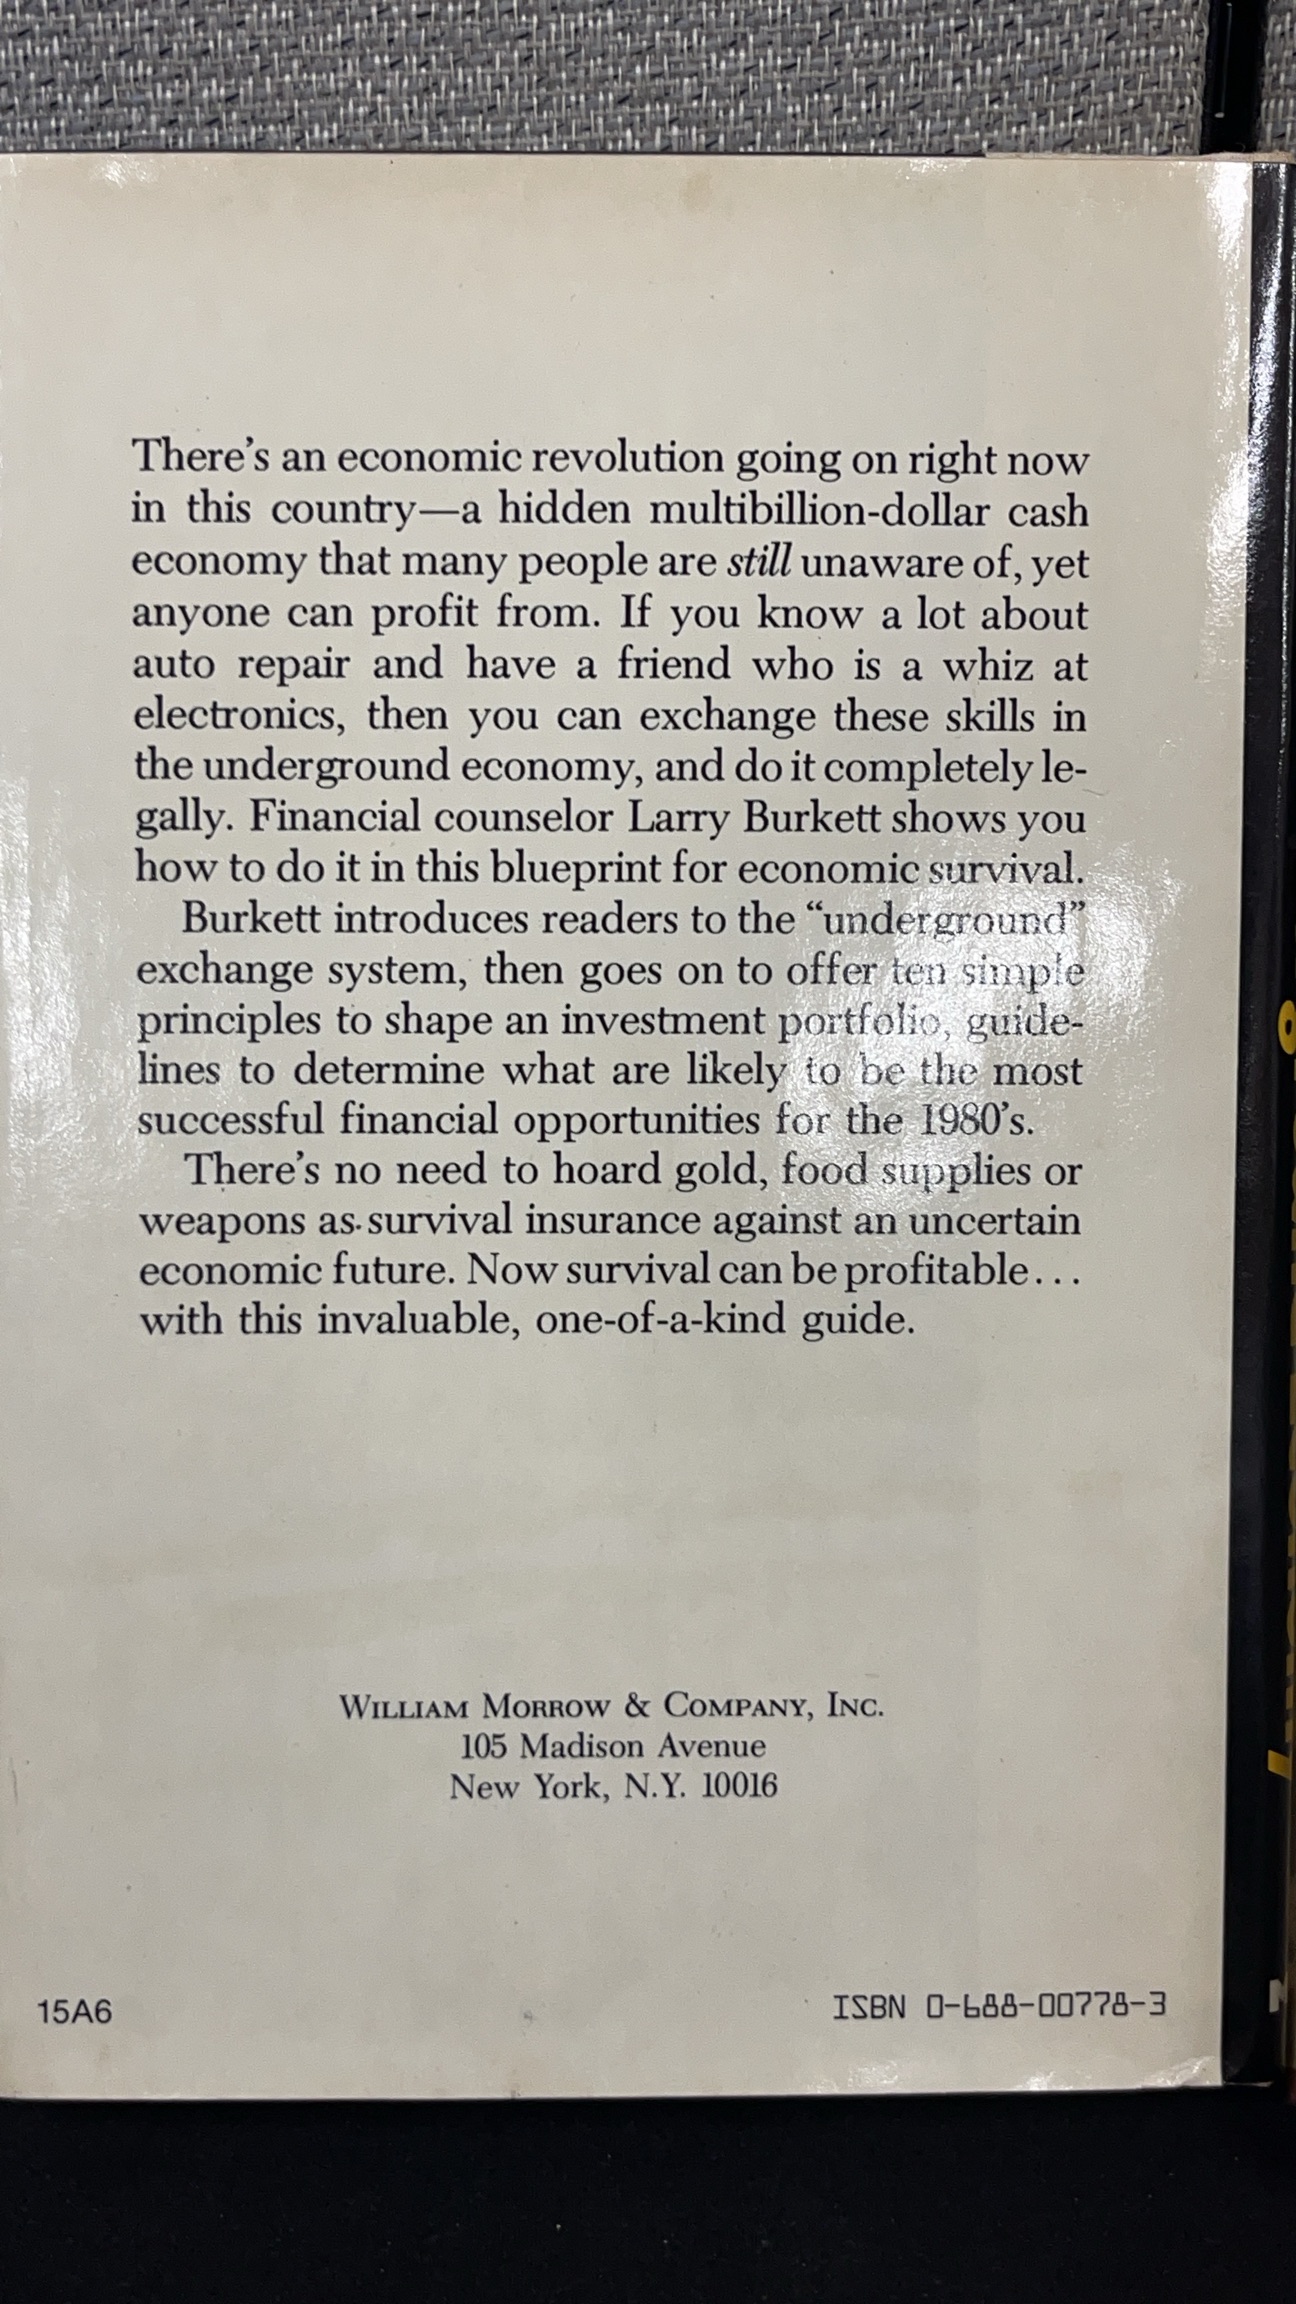 There's an economic revolution going on right now
in this country—a hidden multibillion-dollar cash
economy that many people are still unaware of, yet
anyone can profit from. If you know a lot about
auto repair and have a friend who is a whiz at
electronics, then you can exchange these skills in
the underground economy, and do it completely le-
gally. Financial counselor Larry Burkett shows you
how to do it in this blueprint for economic survival.
Burkett introduces readers to the “underground”
exchange system, then goes on to offer ten simple
principles to shape an investment portfolio, guide-
lines to determine what are likely to be the most
successful financial opportunities for the 1980's.
There's no need to hoard gold, food supplies or
weapons as survival insurance against an uncertain
economic future. Now survival can be profitable...
with this invaluable, one-of-a-kind guide.
WILLIAM MORROW & COMPANY, INC.
105 Madison Avenue
New York, N.Y. 10016
15A6
ISBN 0-688-00778-3